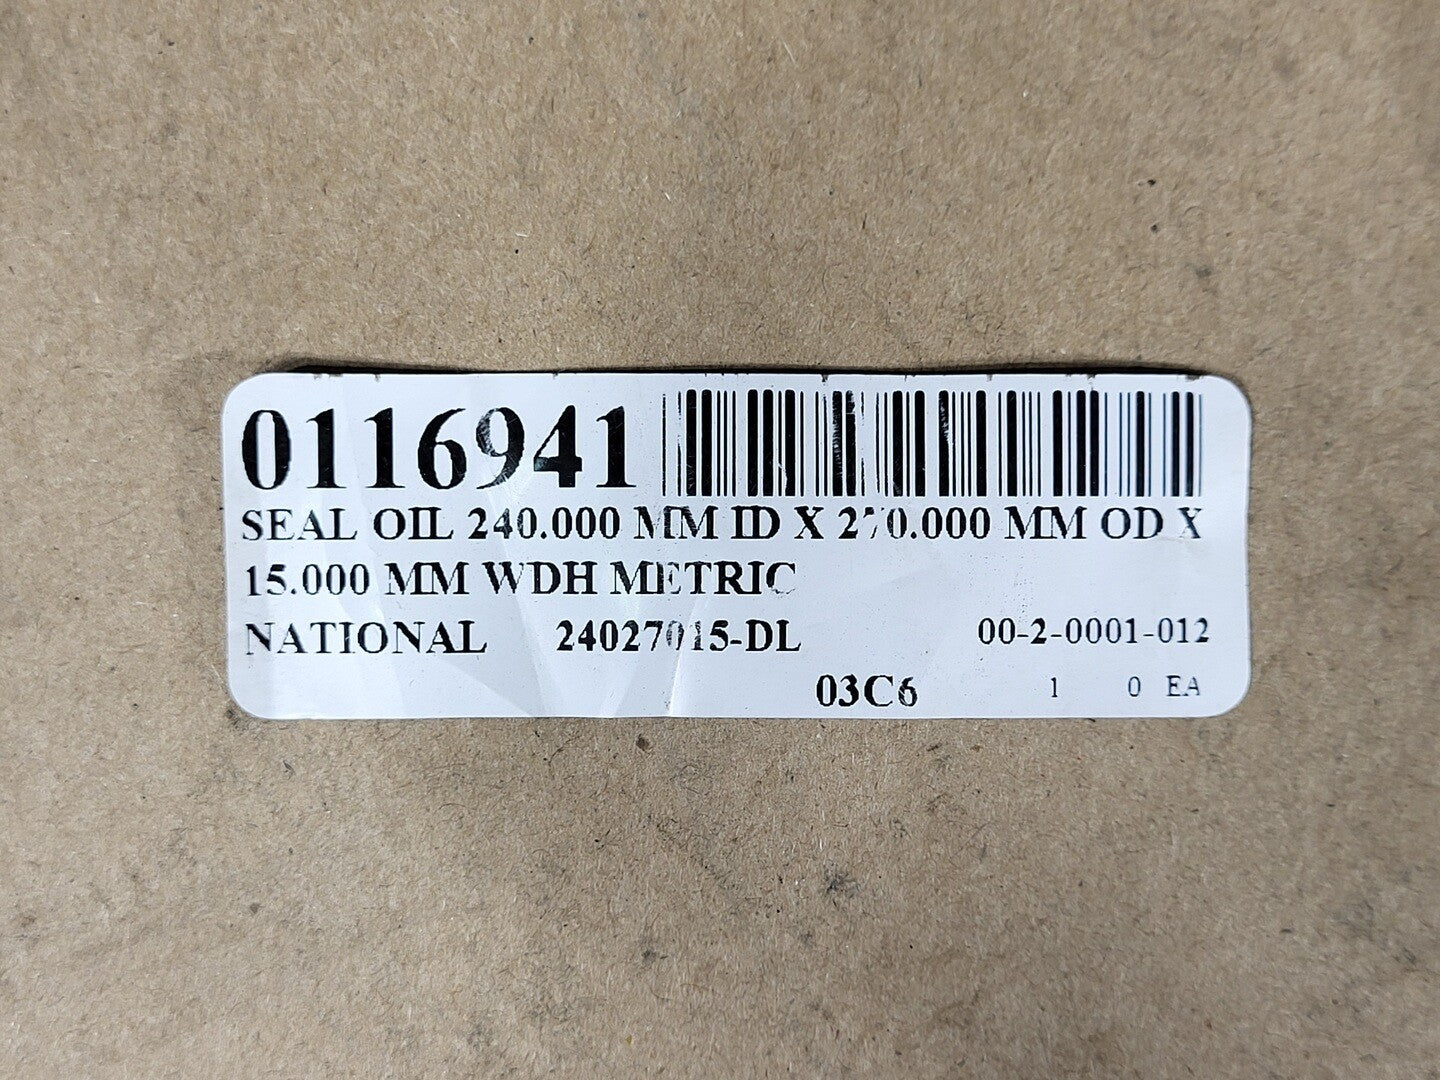 0116941
SEAL OIL 240.000 MM ID X 270.000 MM OD X
15.000 MM WDH METRIC
NATIONAL 24027015-DL 00-2-0001-012
03C6 1 0 EA